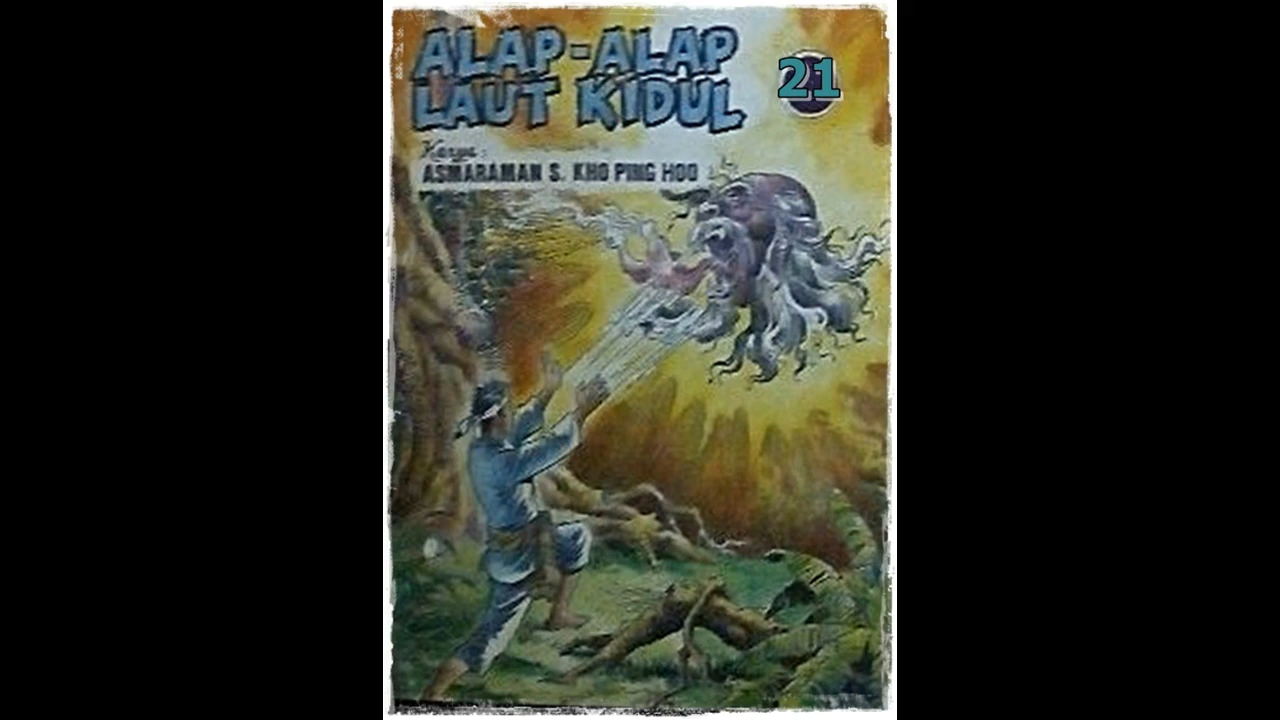 ALAP-ALAP
LAUT KIDUL
21
Karya :
ASMARAMAN S. KHO PING HOO